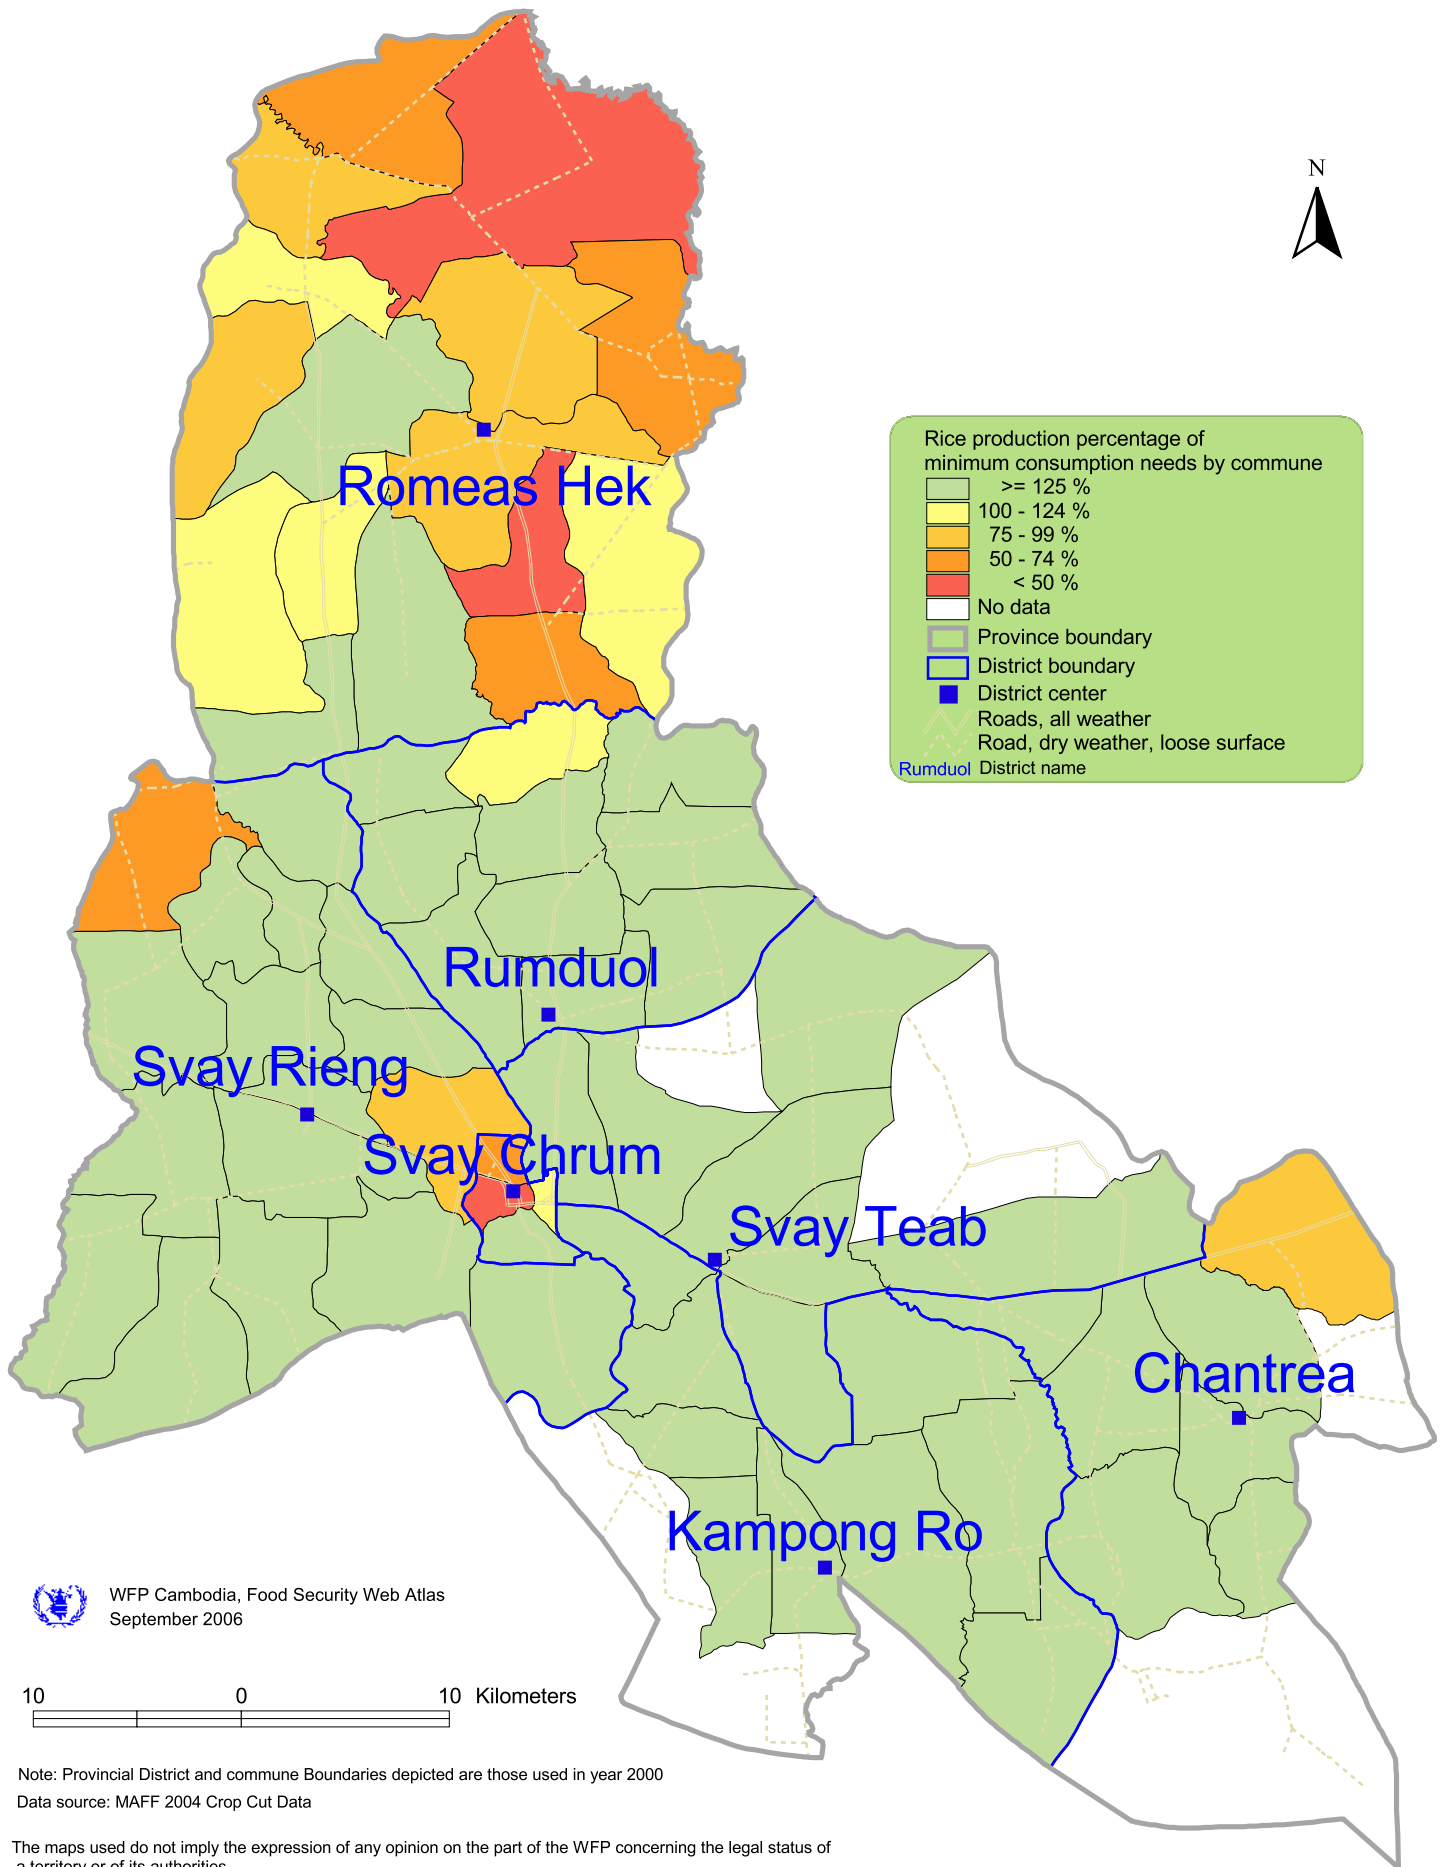 N
Rice production percentage of
minimum consumption needs by commune
>= 125 %
100 - 124 %
75 - 99 %
50 - 74 %
< 50 %
No data
Province boundary
District boundary
District center
Roads, all weather
Road, dry weather, loose surface
Rumduol District name
Romeas Hek
Rumduol
Svay Rieng
Svay Chrum
Svay Teab
Chantrea
Kampong Ro
WFP Cambodia, Food Security Web Atlas
September 2006
10 0 10 Kilometers
Note: Provincial District and commune Boundaries depicted are those used in year 2000
Data source: MAFF 2004 Crop Cut Data
The maps used do not imply the expression of any opinion on the part of the WFP concerning the legal status of
a territory or of its authorities